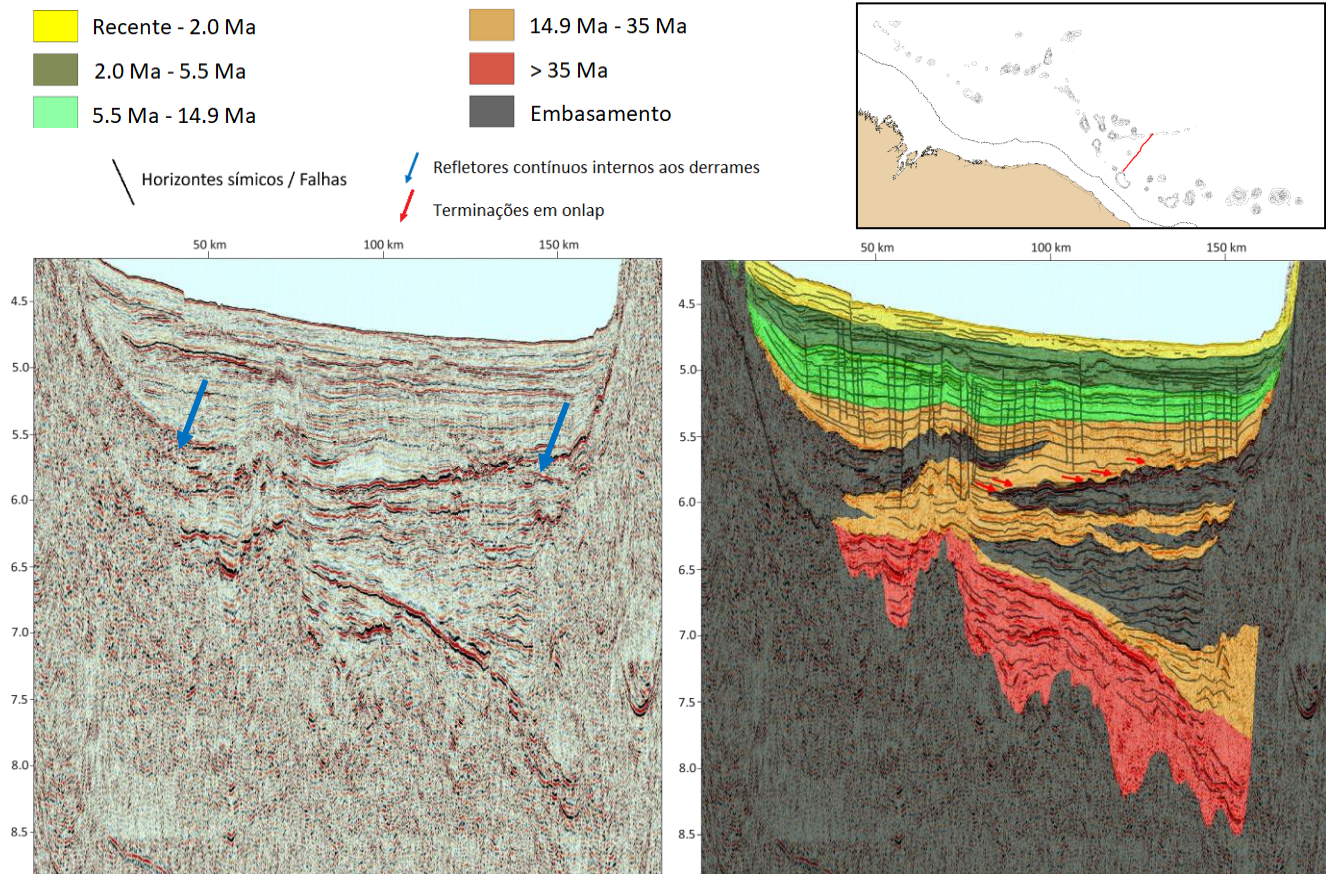 Recente - 2.0 Ma
2.0 Ma - 5.5 Ma
5.5 Ma - 14.9 Ma
14.9 Ma - 35 Ma
> 35 Ma
Embasamento
Horizontes símicos / Falhas
Refletores contínuos internos aos derrames
Terminações em onlap
50 km 100 km 150 km
4.5
5.0
5.5
6.0
6.5
7.0
7.5
8.0
8.5
50 km 100 km 150 km
4.5
5.0
5.5
6.0
6.5
7.0
7.5
8.0
8.5